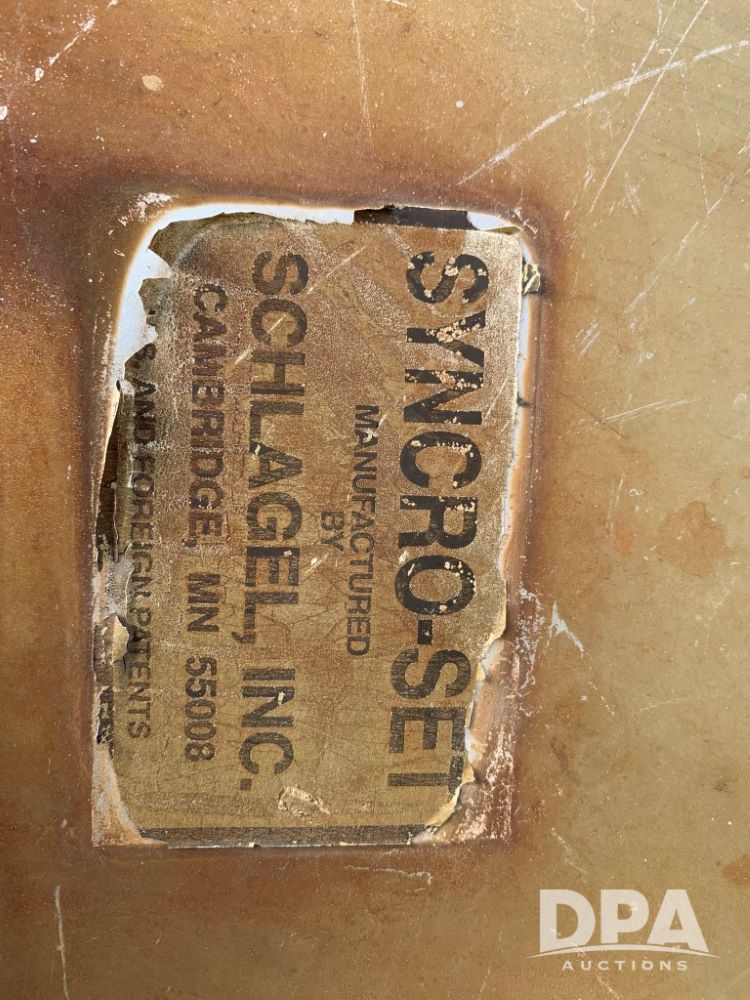 SYNCRO-SET
MANUFACTURED
BY
SCHLAGEL, INC.
CAMBRIDGE, MN 55008
U.S. AND FOREIGN PATENTS
DPA
AUCTIONS